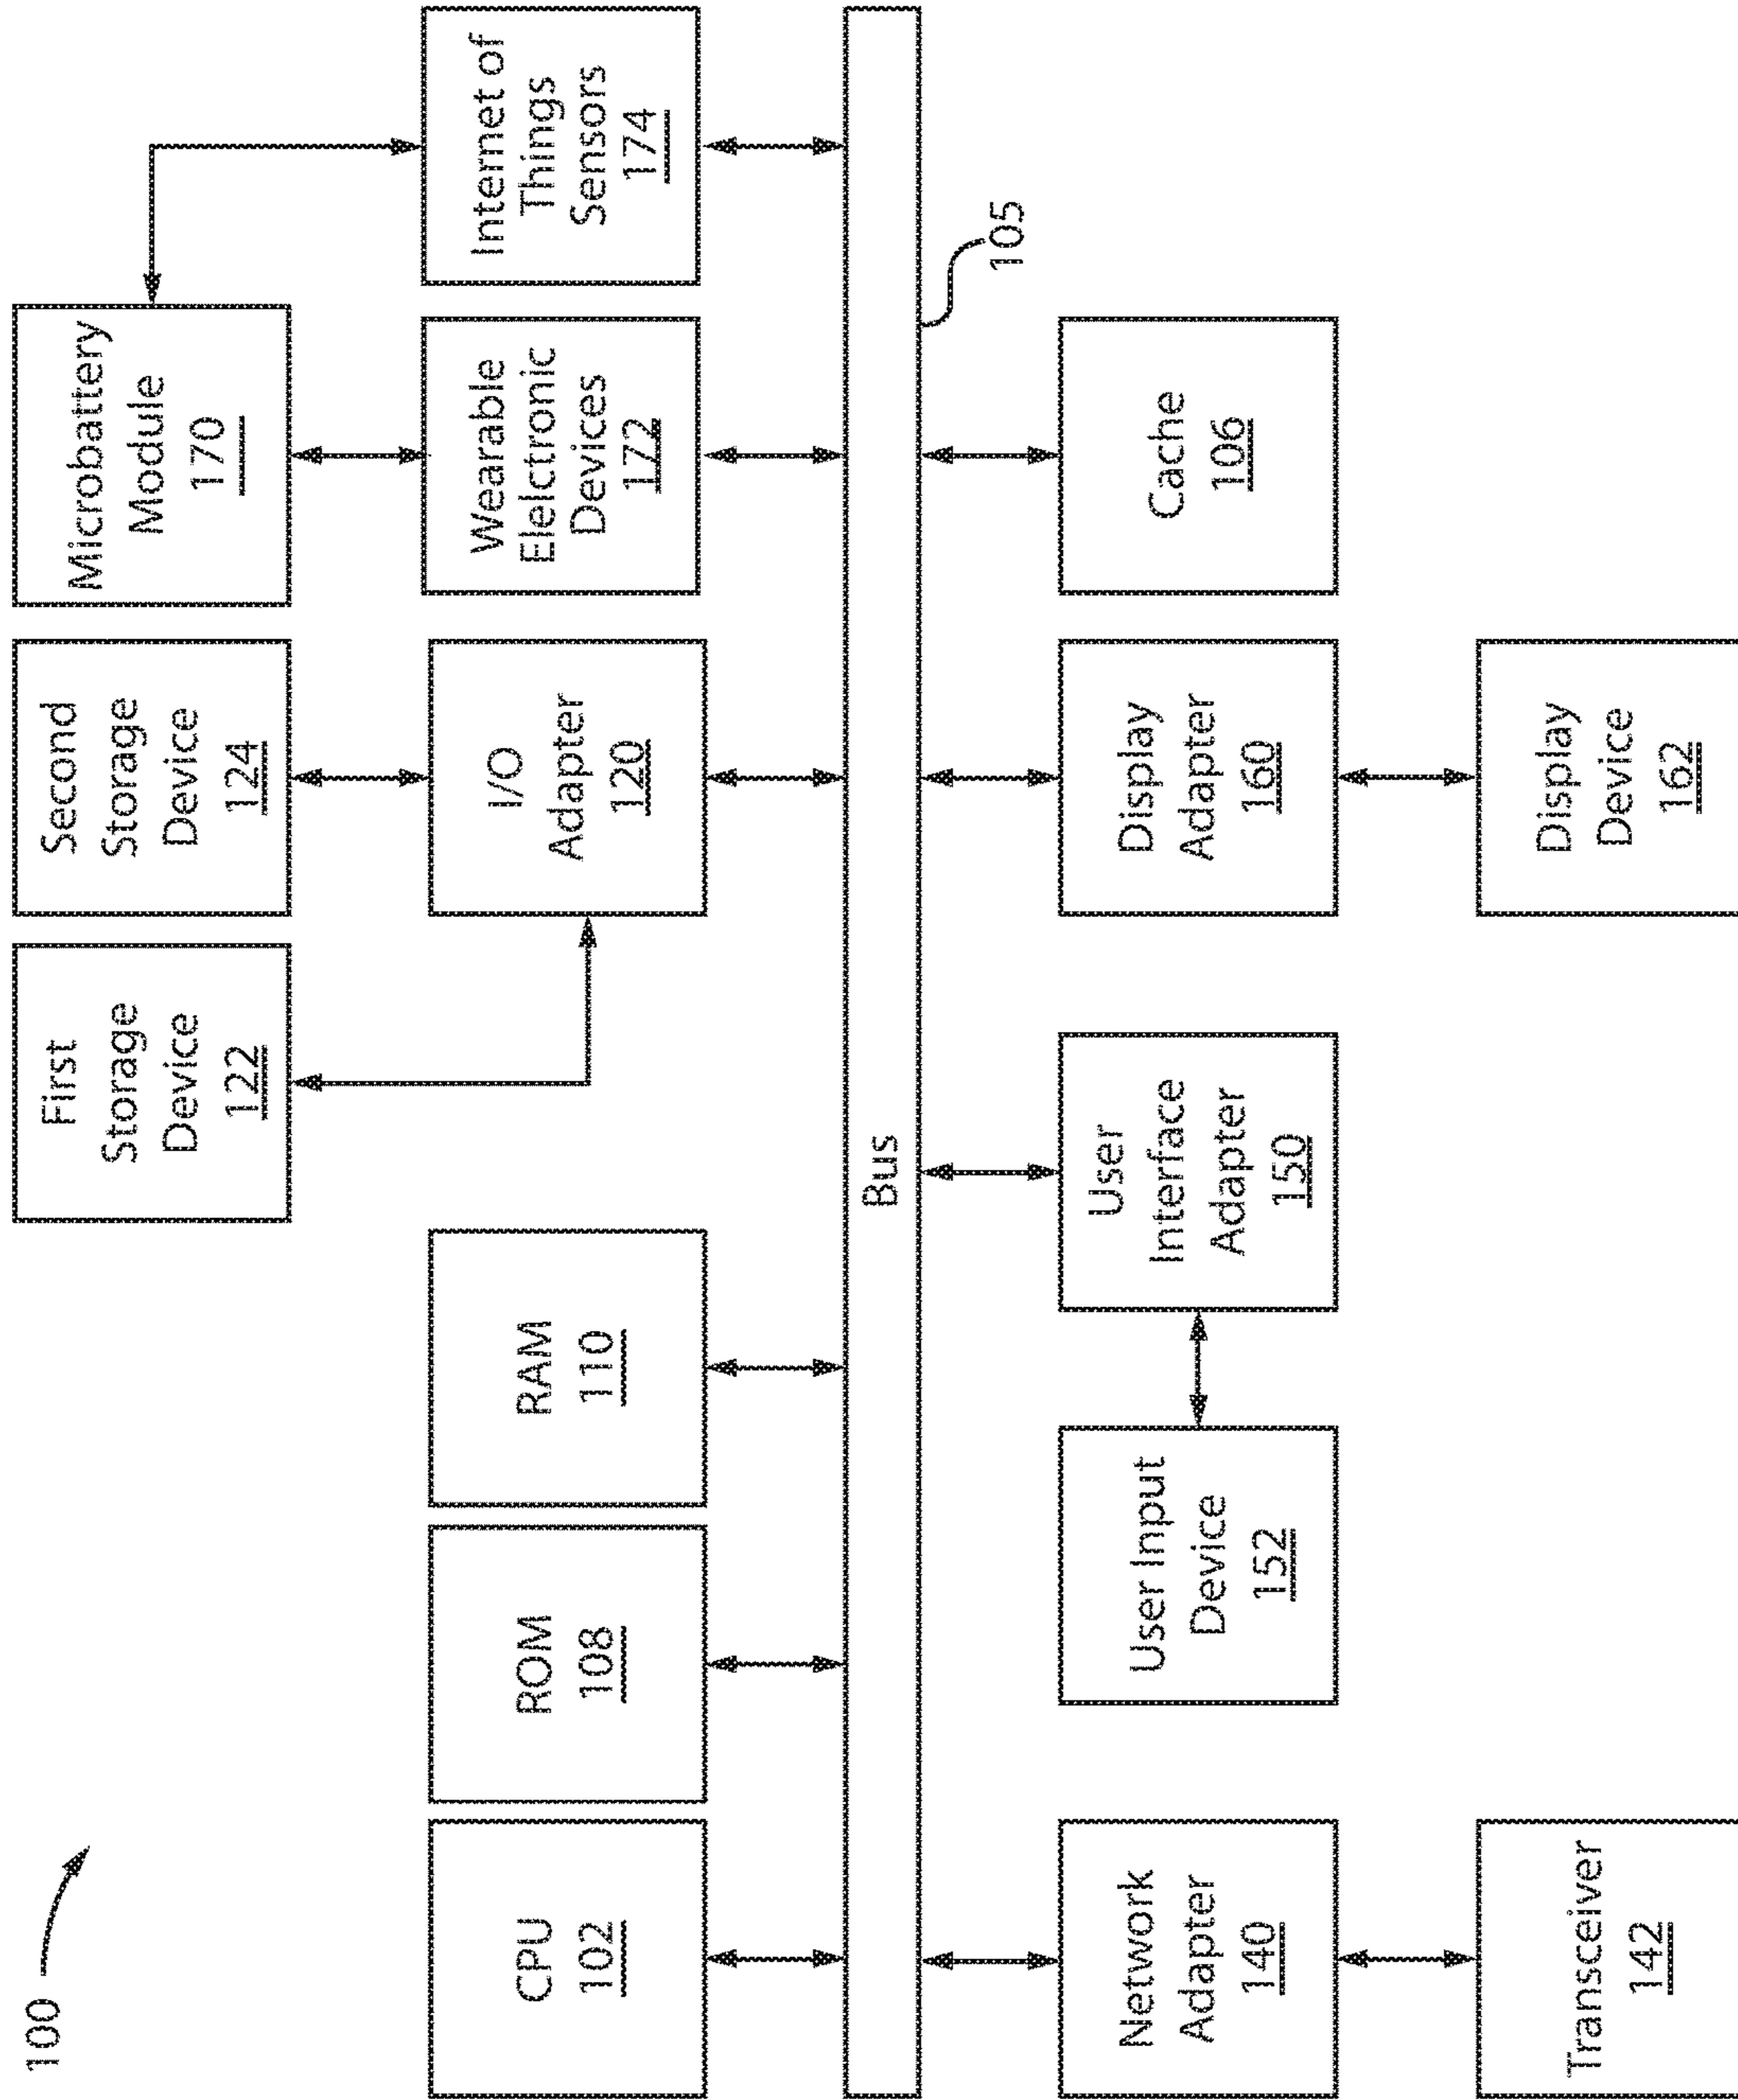 100
First
Storage
Device
122
Second
Storage
Device
124
Microbattery
Module
170
CPU
102
ROM
108
RAM
110
I/O
Adapter
120
Wearable
Elelctronic
Devices
172
Internet of
Things
Sensors
174
Bus
105
Network
Adapter
140
User Input
Device
152
User
Interface
Adapter
150
Display
Adapter
160
Cache
106
Transceiver
142
Display
Device
162